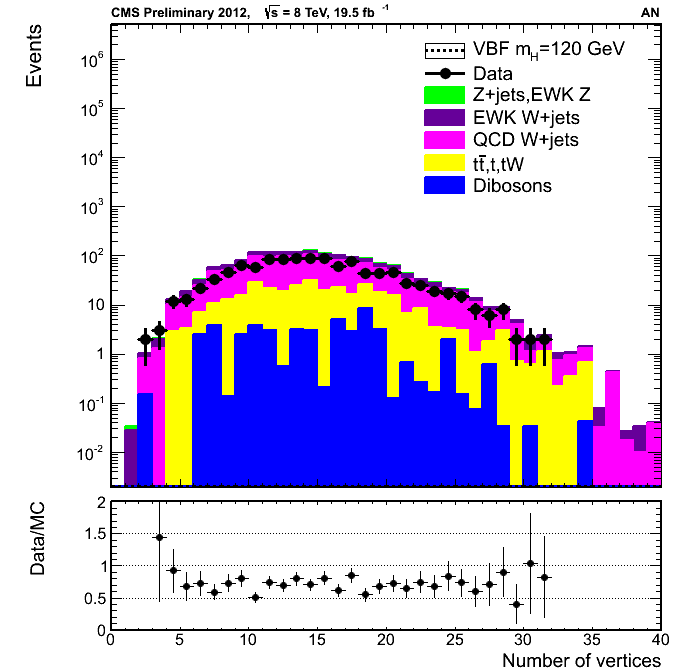 CMS Preliminary 2012, √s = 8 TeV, 19.5 fb⁻¹ AN
Events
10⁶
10⁵
10⁴
10³
10²
10
1
10⁻¹
10⁻²
VBF m_H=120 GeV
Data
Z+jets,EWK Z
EWK W+jets
QCD W+jets
tt̄,t,tW
Dibosons
Data/MC
2
1.5
1
0.5
0
0 5 10 15 20 25 30 35 40
Number of vertices